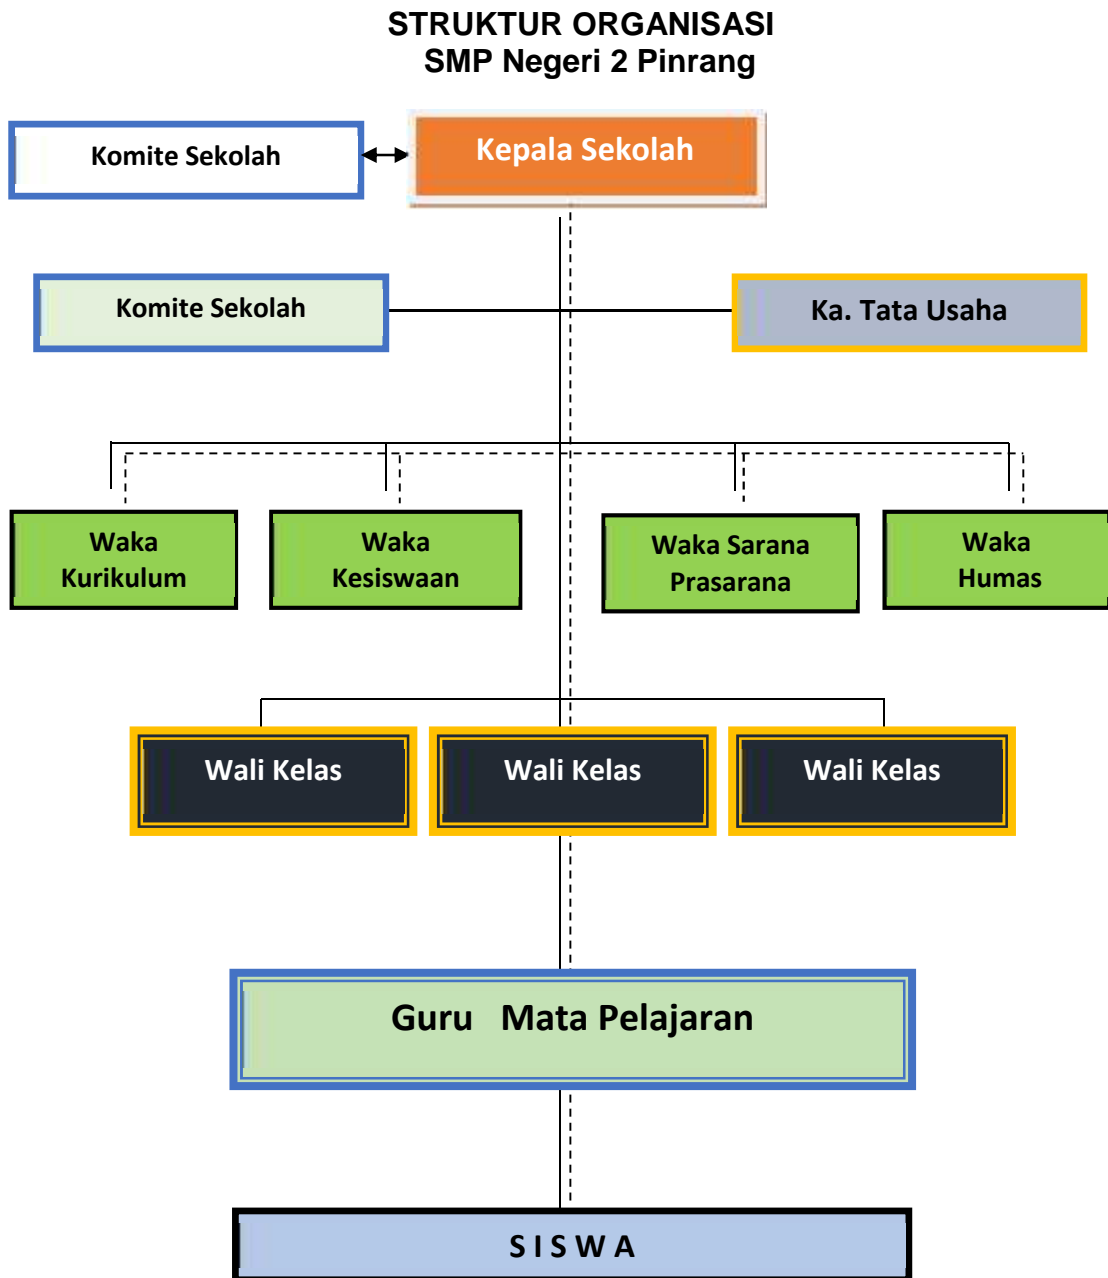 STRUKTUR ORGANISASI
SMP Negeri 2 Pinrang
Komite Sekolah
Kepala Sekolah
Komite Sekolah
Ka. Tata Usaha
Waka
Kurikulum
Waka
Kesiswaan
Waka Sarana
Prasarana
Waka
Humas
Wali Kelas
Wali Kelas
Wali Kelas
Guru Mata Pelajaran
S I S W A